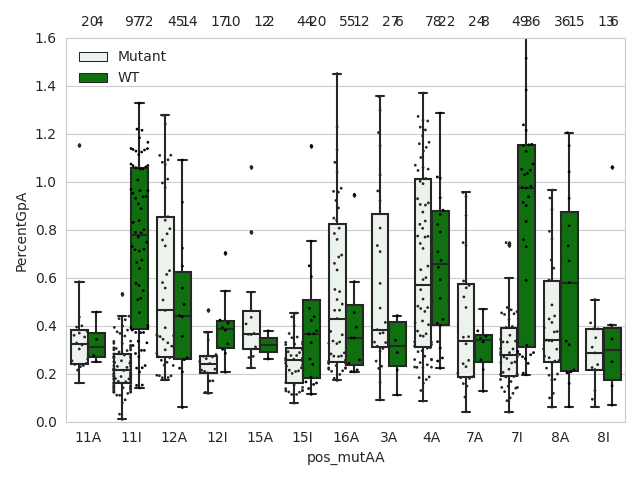 20 4 97 72 45 14 17 10 12 2 44 20 55 12 27 6 78 22 24 8 49 36 36 15 13 6
1.6
Mutant
WT
1.4
1.2
1.0
0.8
0.6
0.4
0.2
0.0
PercentGpA
11A 11I 12A 12I 15A 15I 16A 3A 4A 7A 7I 8A 8I
pos_mutAA